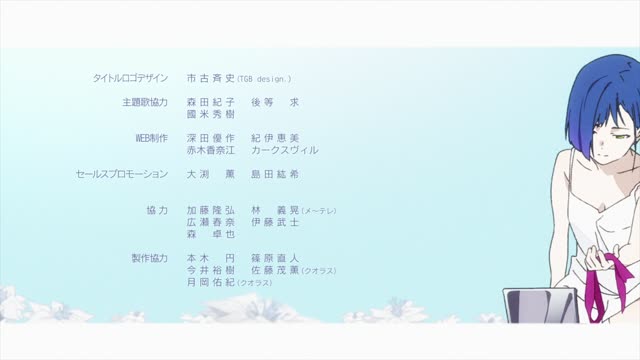 タイトルロゴデザイン 市古斉史(TGB design.)
主題歌協力 森田紀子 後等 求
國米秀樹
WEB制作 深田優作 紀伊恵美
赤木香奈江 カークスヴィル
セールスプロモーション 大渕 薫 島田紘希
協力 加藤隆弘 林 義晃(メ〜テレ)
広瀬春奈 伊藤武士
森 卓也
製作協力 本木 円 篠原直人
今井裕樹 佐藤茂薫(クオラス)
月岡佑紀(クオラス)